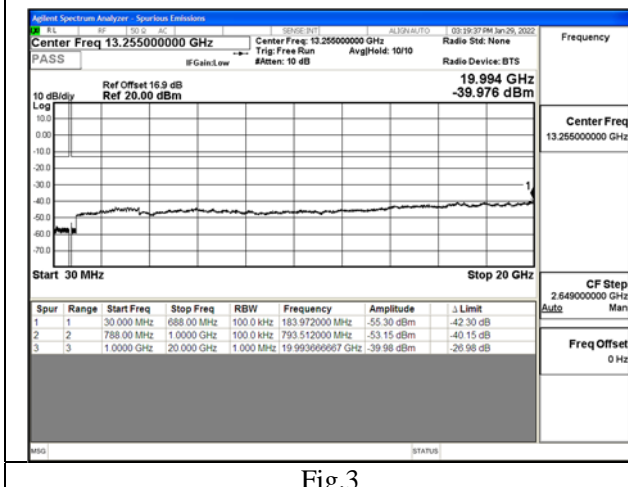 Agilent Spectrum Analyzer - Spurious Emissions
RL RF 50 Ω AC SENSE:INT ALIGN AUTO 03:19:37 PM Jan 29, 2022
Center Freq 13.255000000 GHz Center Freq: 13.255000000 GHz Radio Std: None Frequency
PASS IFGain:Low Trig: Free Run Avg|Hold: 10/10
#Atten: 10 dB Radio Device: BTS
Ref Offset 16.9 dB 19.994 GHz
10 dB/div Ref 20.00 dBm -39.976 dBm
Log
10.0
0.00
-10.0
-20.0
-30.0
-40.0
-50.0
-60.0
-70.0
1
Start 30 MHz Stop 20 GHz
Spur Range Start Freq Stop Freq RBW Frequency Amplitude Δ Limit
1 1 30.000 MHz 688.00 MHz 100.0 kHz 183.972000 MHz -55.30 dBm -42.30 dB
2 2 788.00 MHz 1.0000 GHz 100.0 kHz 793.512000 MHz -53.15 dBm -40.15 dB
3 3 1.0000 GHz 20.000 GHz 1.000 MHz 19.993666667 GHz -39.98 dBm -26.98 dB
Center Freq
13.255000000 GHz
CF Step
2.649000000 GHz
Auto Man
Freq Offset
0 Hz
MSG STATUS
Fig.3